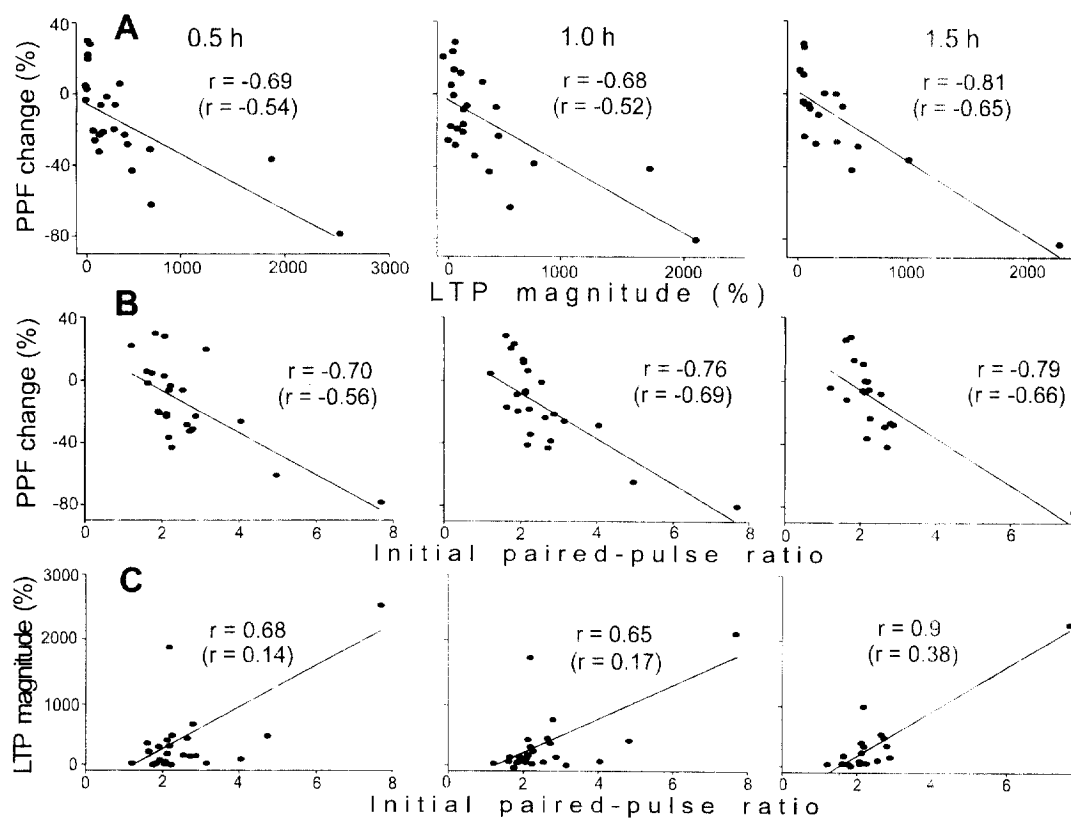 A
0.5 h
1.0 h
1.5 h
PPF change (%)
40
0
-40
-80
r = -0.69
(r = -0.54)
r = -0.68
(r = -0.52)
r = -0.81
(r = -0.65)
0 1000 2000 3000
0 1000 2000
0 1000 2000
LTP magnitude (%)
B
PPF change (%)
40
0
-40
-80
r = -0.70
(r = -0.56)
r = -0.76
(r = -0.69)
r = -0.79
(r = -0.66)
0 2 4 6 8
0 2 4 6 8
0 2 4 6
Initial paired-pulse ratio
C
LTP magnitude (%)
3000
2000
1000
0
r = 0.68
(r = 0.14)
r = 0.65
(r = 0.17)
r = 0.9
(r = 0.38)
0 2 4 6 8
0 2 4 6 8
0 2 4 6
Initial paired-pulse ratio